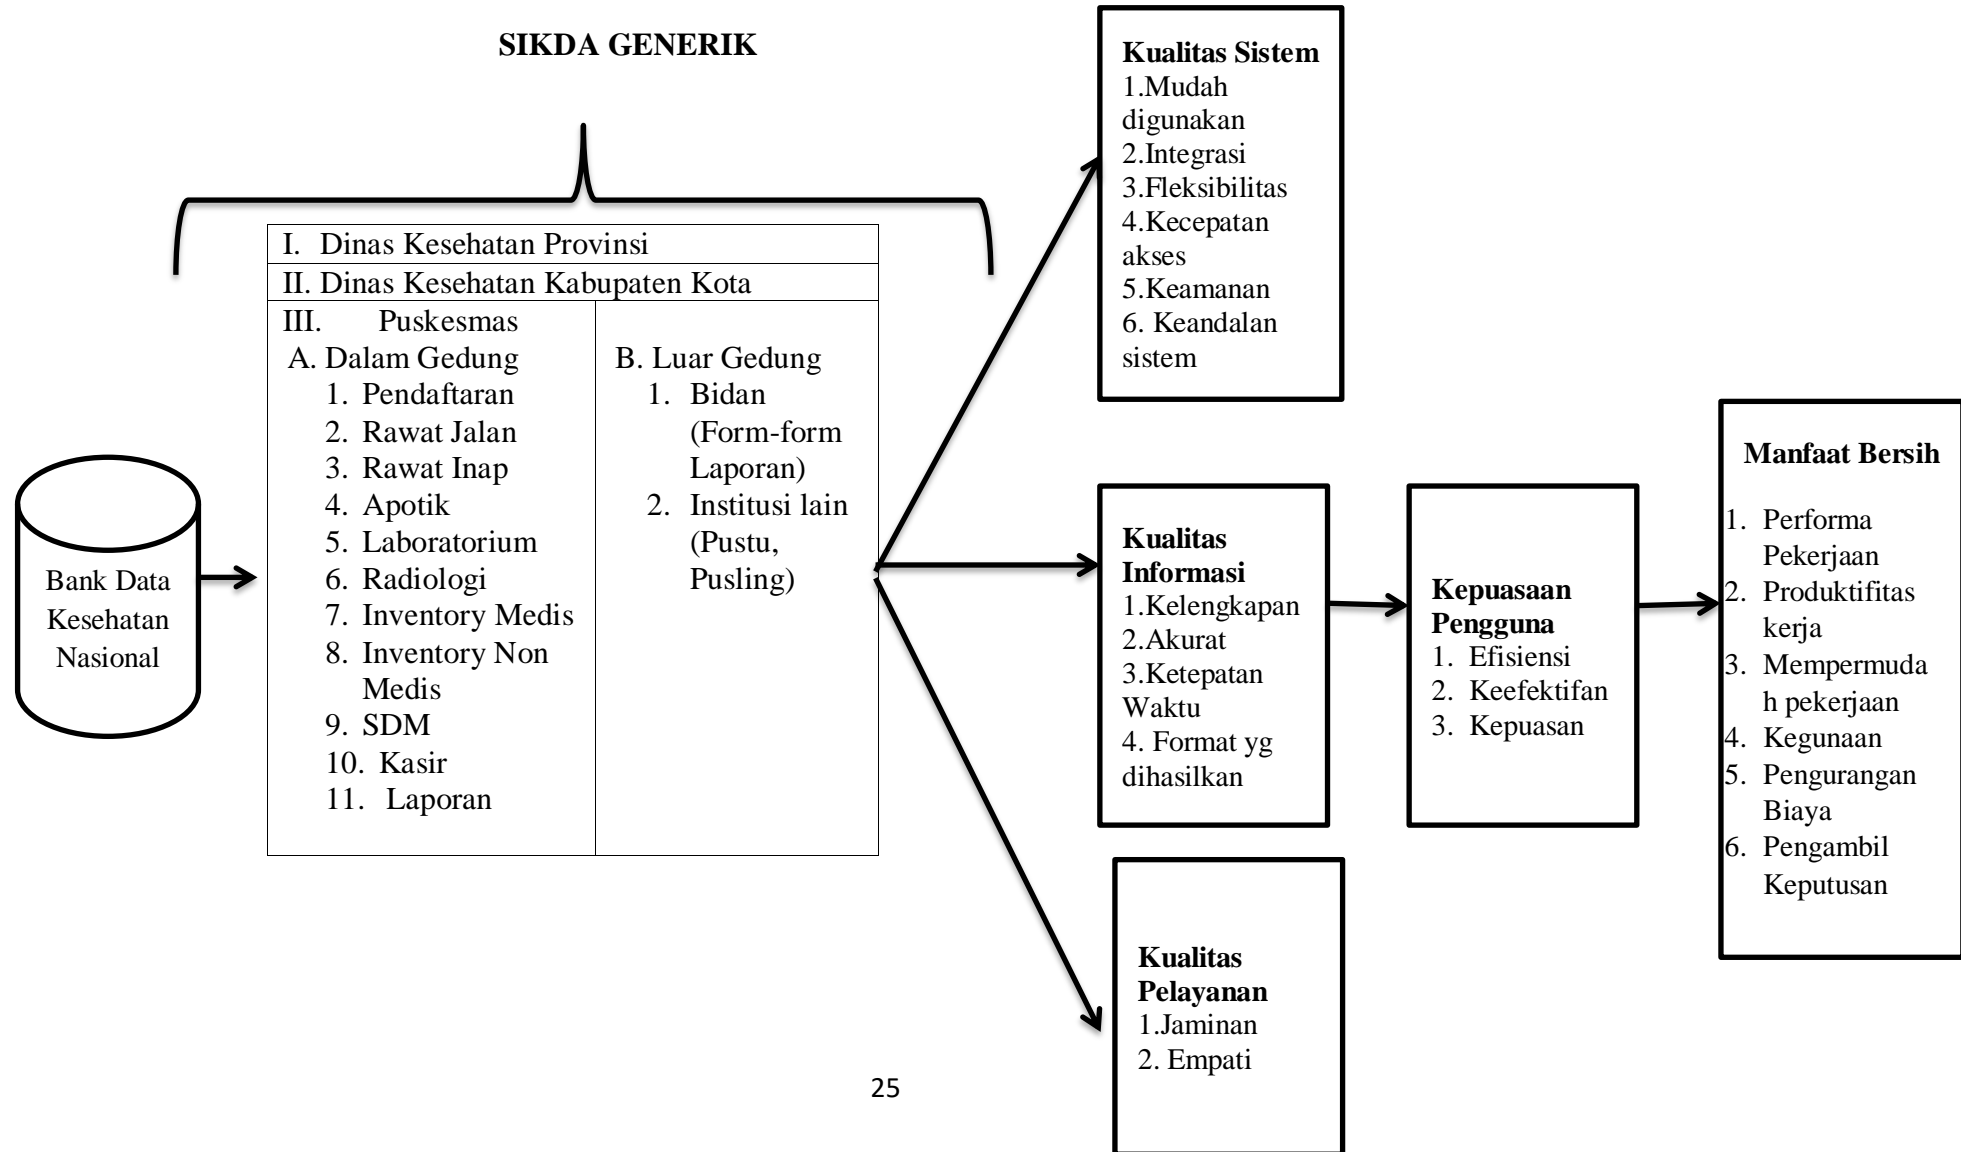 SIKDA GENERIK
Bank Data
Kesehatan
Nasional
I. Dinas Kesehatan Provinsi
II. Dinas Kesehatan Kabupaten Kota
III. Puskesmas
A. Dalam Gedung
1. Pendaftaran
2. Rawat Jalan
3. Rawat Inap
4. Apotik
5. Laboratorium
6. Radiologi
7. Inventory Medis
8. Inventory Non
Medis
9. SDM
10. Kasir
11. Laporan
B. Luar Gedung
1. Bidan
(Form-form
Laporan)
2. Institusi lain
(Pustu,
Pusling)
Kualitas Sistem
1.Mudah
digunakan
2.Integrasi
3.Fleksibilitas
4.Kecepatan
akses
5.Keamanan
6. Keandalan
sistem
Kualitas
Informasi
1.Kelengkapan
2.Akurat
3.Ketepatan
Waktu
4. Format yg
dihasilkan
Kualitas
Pelayanan
1.Jaminan
2. Empati
Kepuasaan
Pengguna
1. Efisiensi
2. Keefektifan
3. Kepuasan
Manfaat Bersih
1. Performa
Pekerjaan
2. Produktifitas
kerja
3. Mempermuda
h pekerjaan
4. Kegunaan
5. Pengurangan
Biaya
6. Pengambil
Keputusan
25